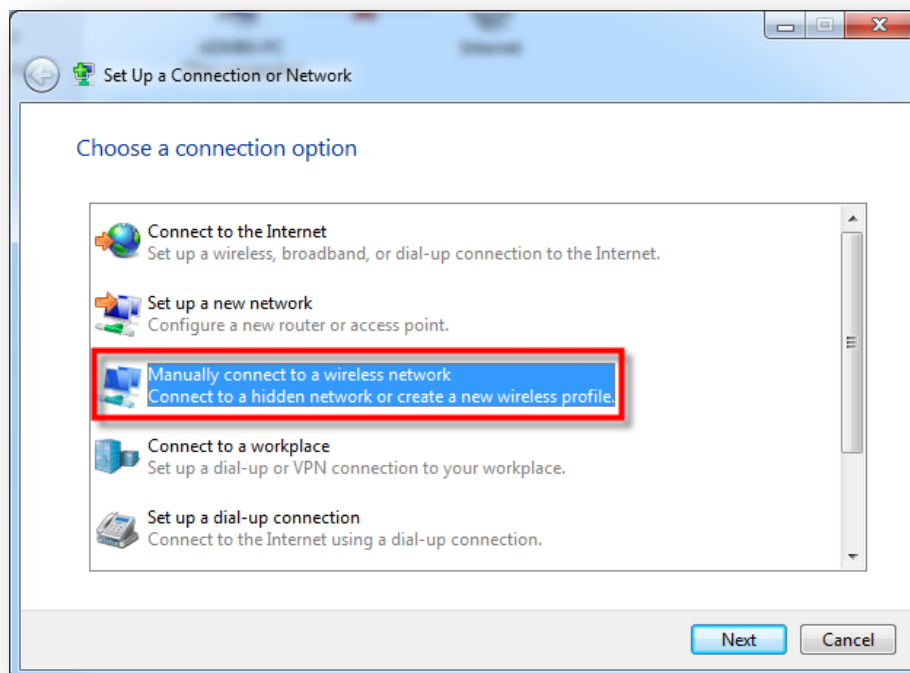 Set Up a Connection or Network
Choose a connection option
Connect to the Internet
Set up a wireless, broadband, or dial-up connection to the Internet.
Set up a new network
Configure a new router or access point.
Manually connect to a wireless network
Connect to a hidden network or create a new wireless profile.
Connect to a workplace
Set up a dial-up or VPN connection to your workplace.
Set up a dial-up connection
Connect to the Internet using a dial-up connection.
Next Cancel